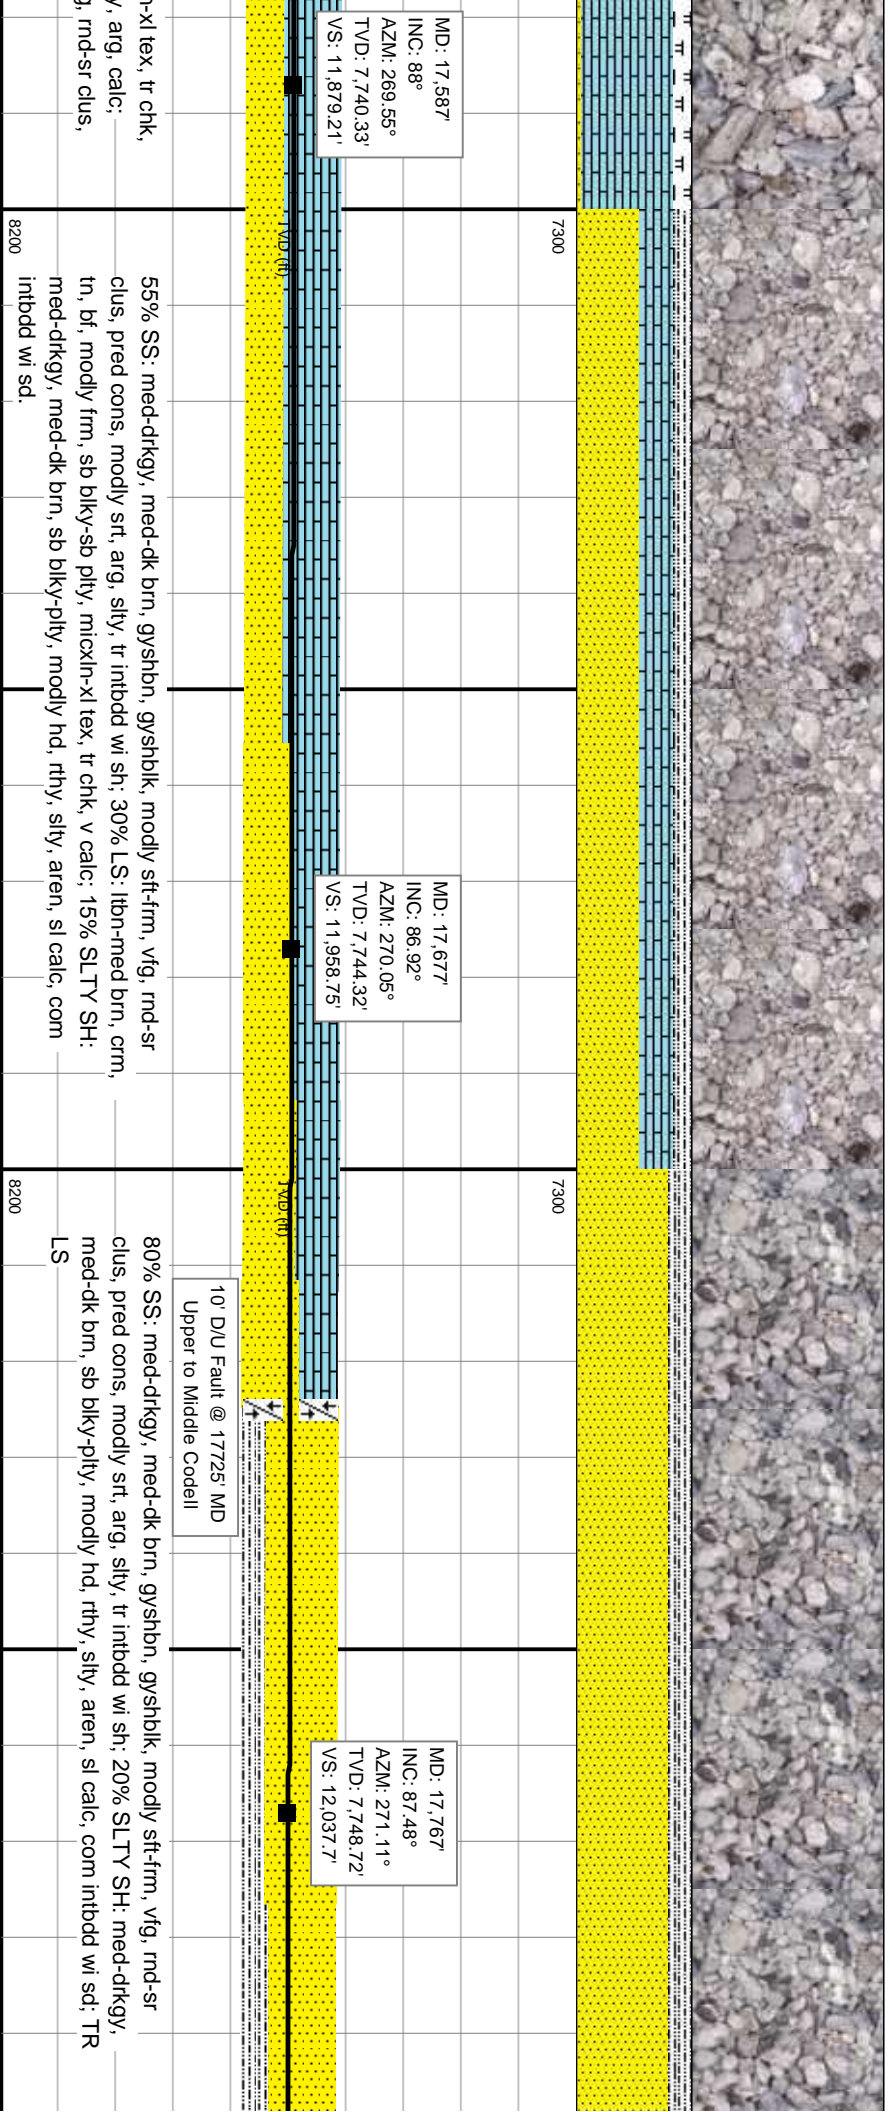 n-xl tex, tr chk,
y, arg, calc;
g, rnd-sr clus,
MD: 17,587'
INC: 88°
AZM: 269.55°
TVD: 7,740.33'
VS: 11,879.21'
7300
TVD (ft)
8200
55% SS: med-drkgy, med-dk brn, gyshbn, gyshblk, modly sft-frm, vfg, rnd-sr
clus, pred cons, modly srt, arg, slty, tr intbdd wi sh; 30% LS: ltbn-med brn, crm,
tn, bf, modly frm, sb blky-sb plty, micxln-xl tex, tr chk, v calc; 15% SLTY SH:
med-drkgy, med-dk brn, sb blky-plty, modly hd, rthy, slty, aren, sl calc, com
intbdd wi sd.
MD: 17,677'
INC: 86.92°
AZM: 270.05°
TVD: 7,744.32'
VS: 11,958.75'
7300
TVD (ft)
8200
80% SS: med-drkgy, med-dk brn, gyshbn, gyshblk, modly sft-frm, vfg, rnd-sr
clus, pred cons, modly srt, arg, slty, tr intbdd wi sh; 20% SLTY SH: med-drkgy,
med-dk brn, sb blky-plty, modly hd, rthy, slty, aren, sl calc, com intbdd wi sd; TR
LS
10' D/U Fault @ 17725' MD
Upper to Middle Codell
MD: 17,767'
INC: 87.48°
AZM: 271.11°
TVD: 7,748.72'
VS: 12,037.7'